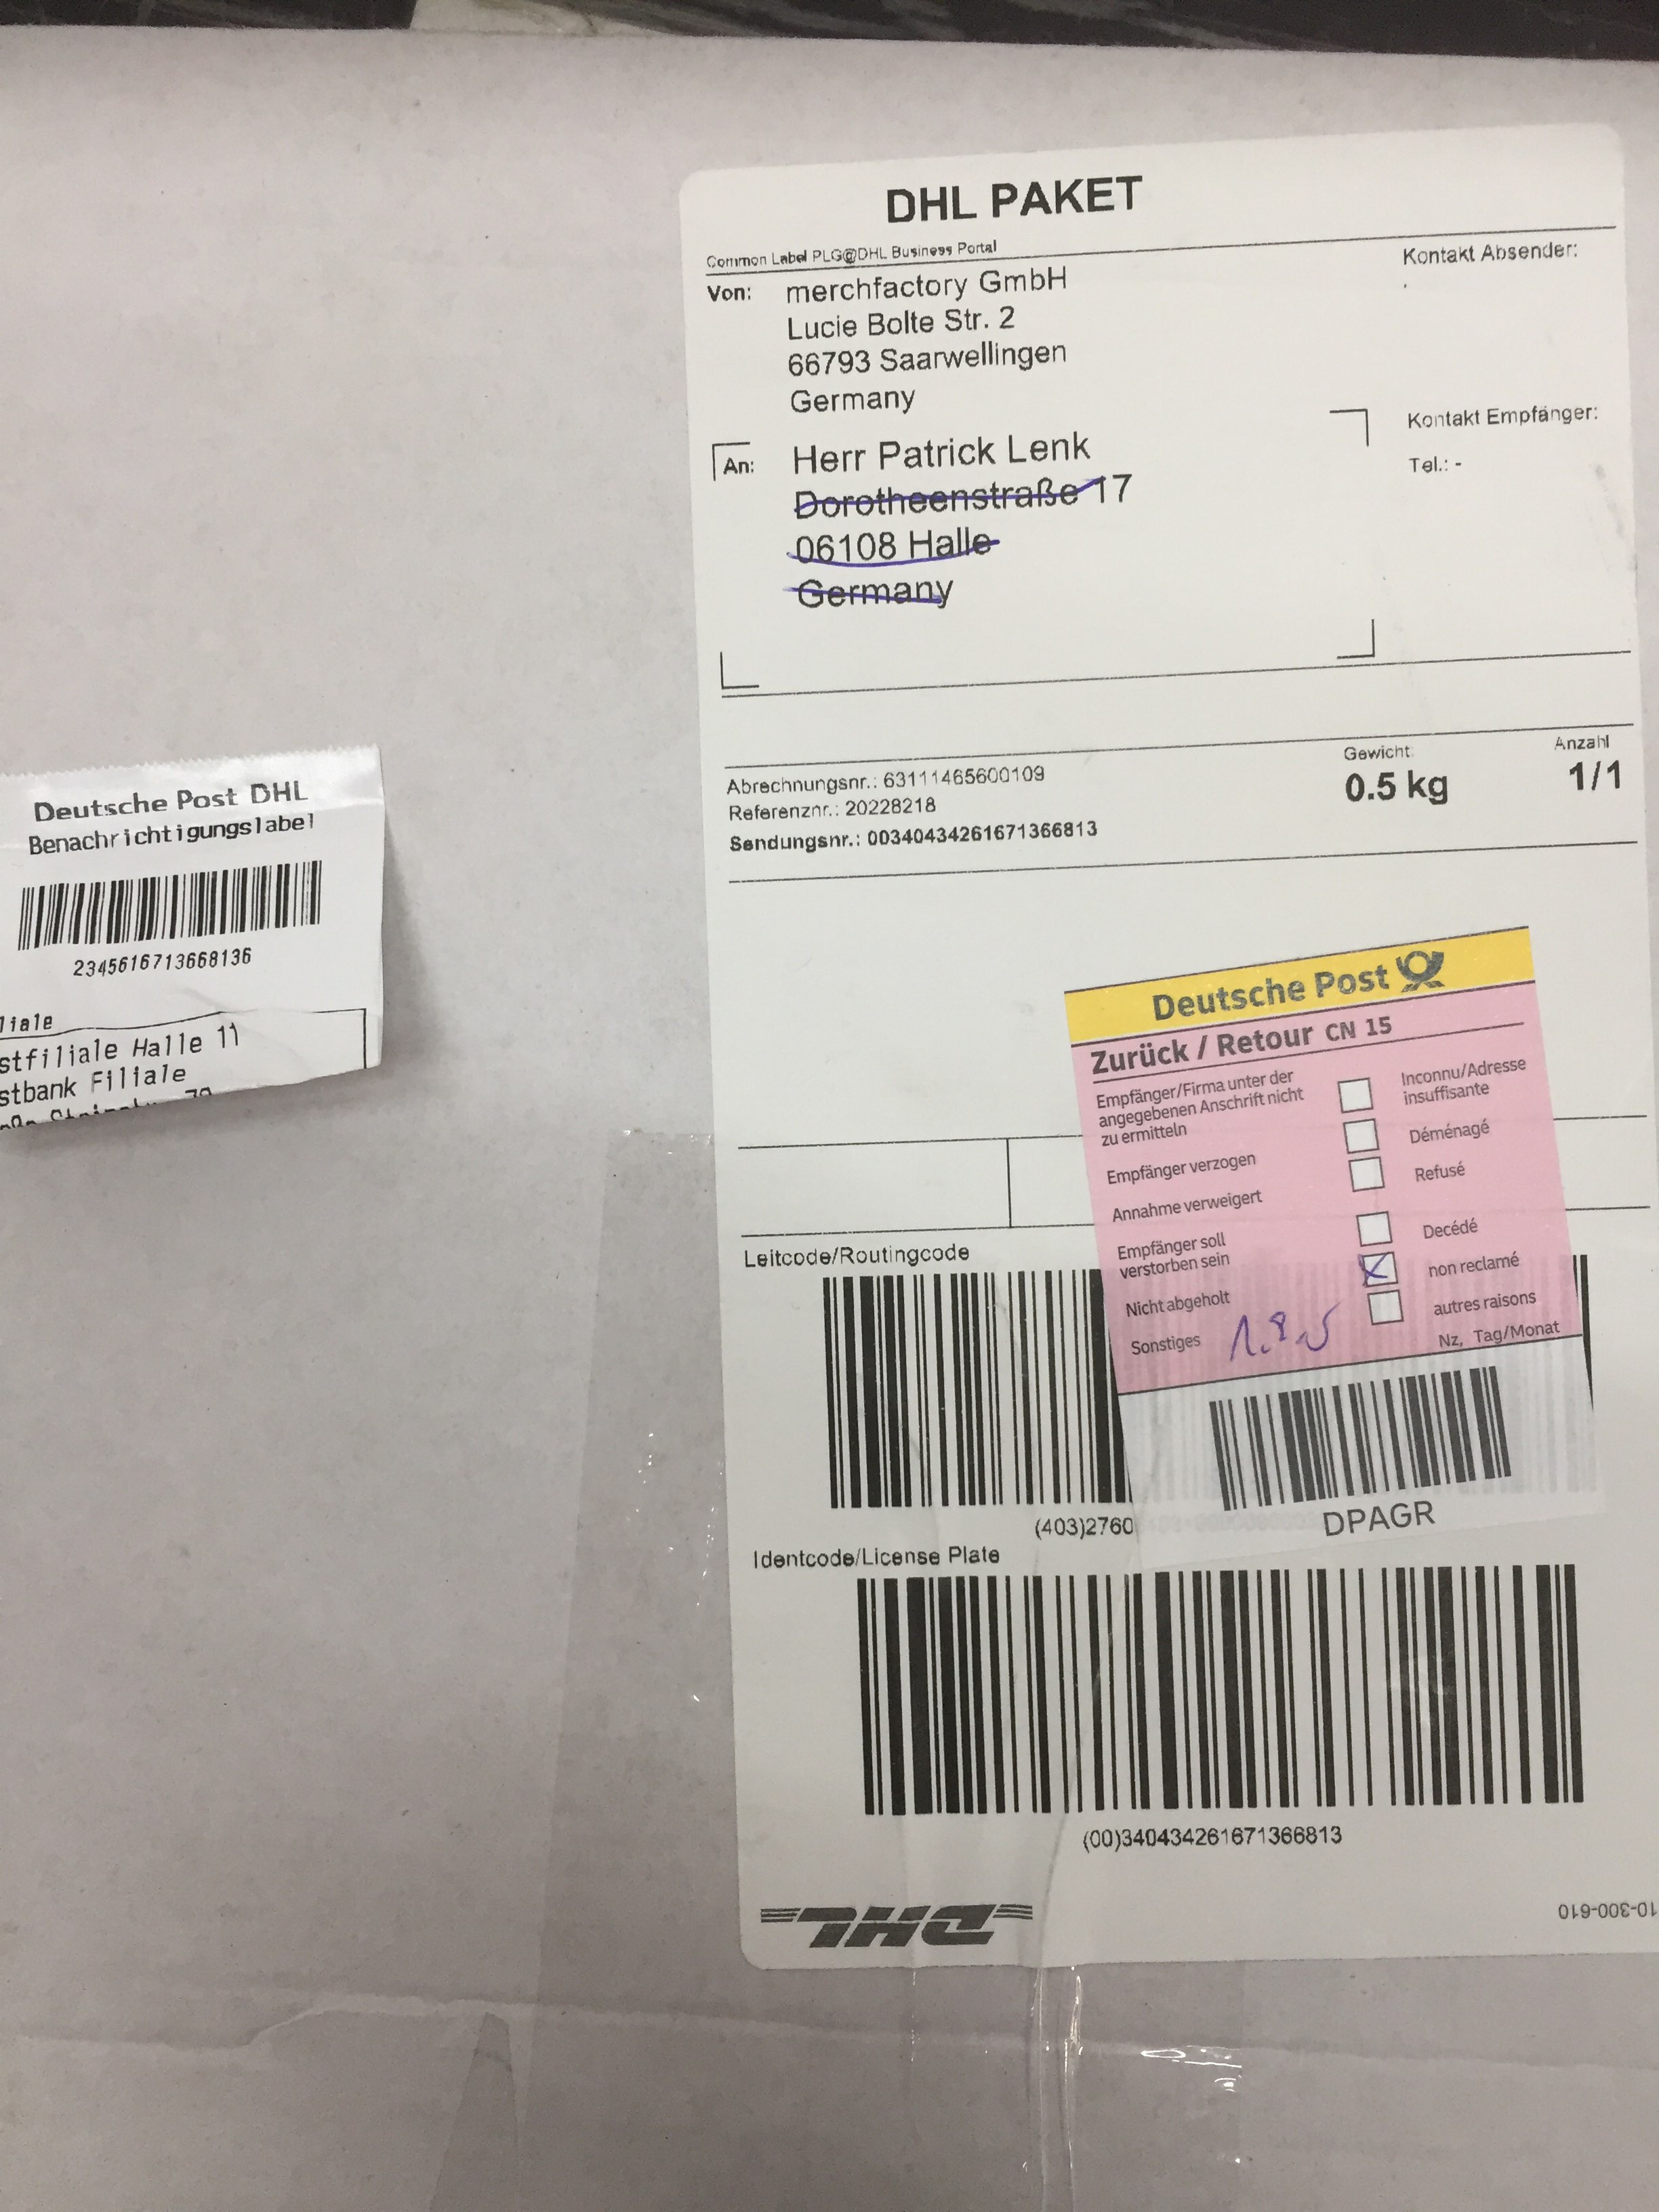 DHL PAKET
Common Label PLG@DHL Business Portal
Von: merchfactory GmbH
Lucie Bolte Str. 2
66793 Saarwellingen
Germany
Kontakt Absender:
An: Herr Patrick Lenk
Dorotheenstraße 17
06108 Halle
Germany
Kontakt Empfänger:
Tel.: -
Abrechnungsnr.: 63111465600109
Referenznr.: 20228218
Sendungsnr.: 00340434261671366813
Gewicht
0.5 kg
Anzahl
1/1
Deutsche Post DHL
Benachrichtigungslabel
2345616713668136
liale
stfiliale Halle 11
stbank Filiale
Deutsche Post
Zurück / Retour CN 15
Empfänger/Firma unter der
angegebenen Anschrift nicht
zu ermitteln
Inconnu/Adresse
insuffisante
Empfänger verzogen
Déménagé
Annahme verweigert
Refusé
Empfänger soll
verstorben sein
Decédé
Nicht abgeholt
non reclamé
Sonstiges
autres raisons
Nz, Tag/Monat
DPAGR
Leitcode/Routingcode
(403)2760
Identcode/License Plate
(00)340434261671366813
DHL
10-300-610